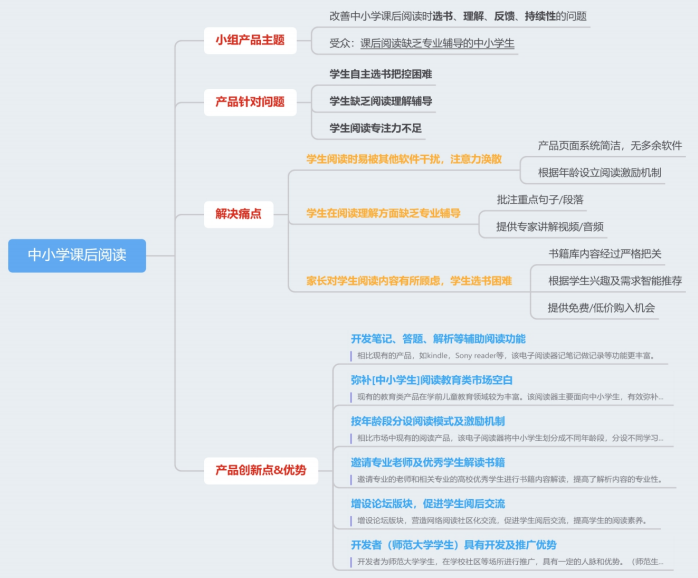 中小学课后阅读
小组产品主题
改善中小学课后阅读时选书、理解、反馈、持续性的问题
受众：课后阅读缺乏专业辅导的中小学生
产品针对问题
学生自主选书把控困难
学生缺乏阅读理解辅导
学生阅读专注力不足
解决痛点
学生阅读时易被其他软件干扰，注意力涣散
产品页面系统简洁，无多余软件
根据年龄设立阅读激励机制
学生在阅读理解方面缺乏专业辅导
批注重点句子/段落
提供专家讲解视频/音频
家长对学生阅读内容有所顾虑，学生选书困难
书籍库内容经过严格把关
根据学生兴趣及需求智能推荐
提供免费/低价购入机会
产品创新点&优势
开发笔记、答题、解析等辅助阅读功能
相比现有的产品，如kindle，Sony reader等，该电子阅读器记笔记做记录等功能更丰富。
弥补[中小学生]阅读教育类市场空白
现有的教育类产品在学前儿童教育领域较为丰富。该阅读器主要面向中小学生，有效弥补...
按年龄段分设阅读模式及激励机制
相比市场中现有的阅读产品，该电子阅读器将中小学生划分成不同年龄段，分设不同学习...
邀请专业老师及优秀学生解读书籍
邀请专业的老师和相关专业的高校优秀学生进行书籍内容解读，提高了解析内容的专业性。
增设论坛版块，促进学生阅后交流
增设论坛版块，营造网络阅读社区化交流，促进学生阅后交流，提高学生的阅读素养。
开发者（师范大学学生）具有开发及推广优势
开发者为师范大学学生，在学校社区等场所进行推广，具有一定的人脉和优势。（师范生...